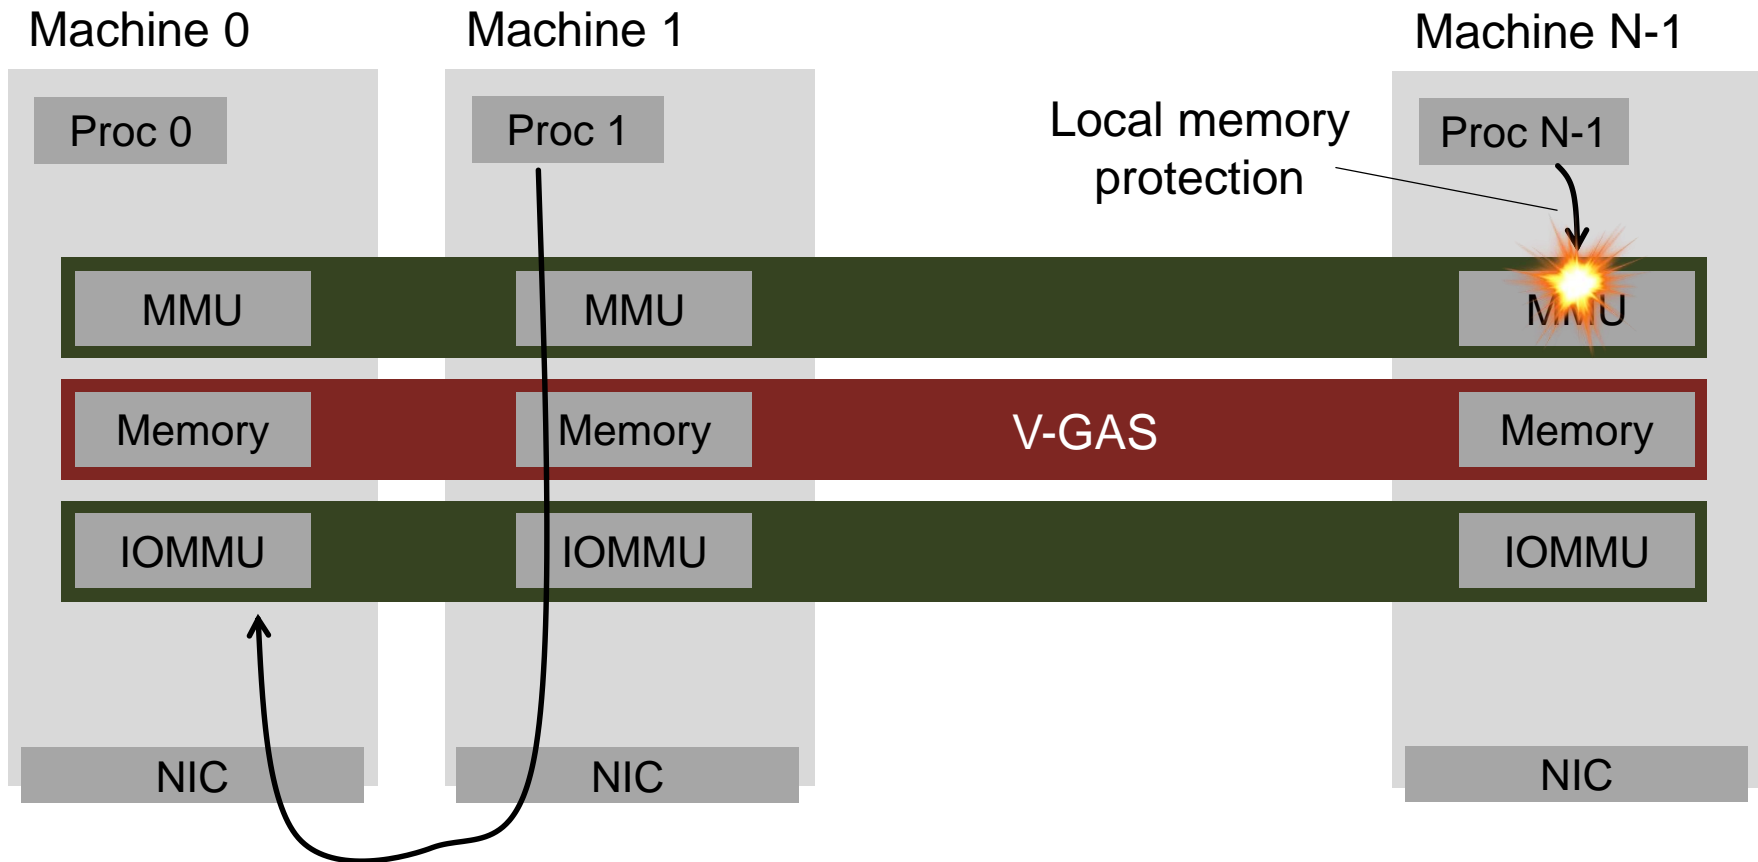 Machine 0
Machine 1
Machine N-1
Proc 0
Proc 1
Local memory
protection
Proc N-1
MMU
MMU
MMU
Memory
Memory
V-GAS
Memory
IOMMU
IOMMU
IOMMU
NIC
NIC
NIC